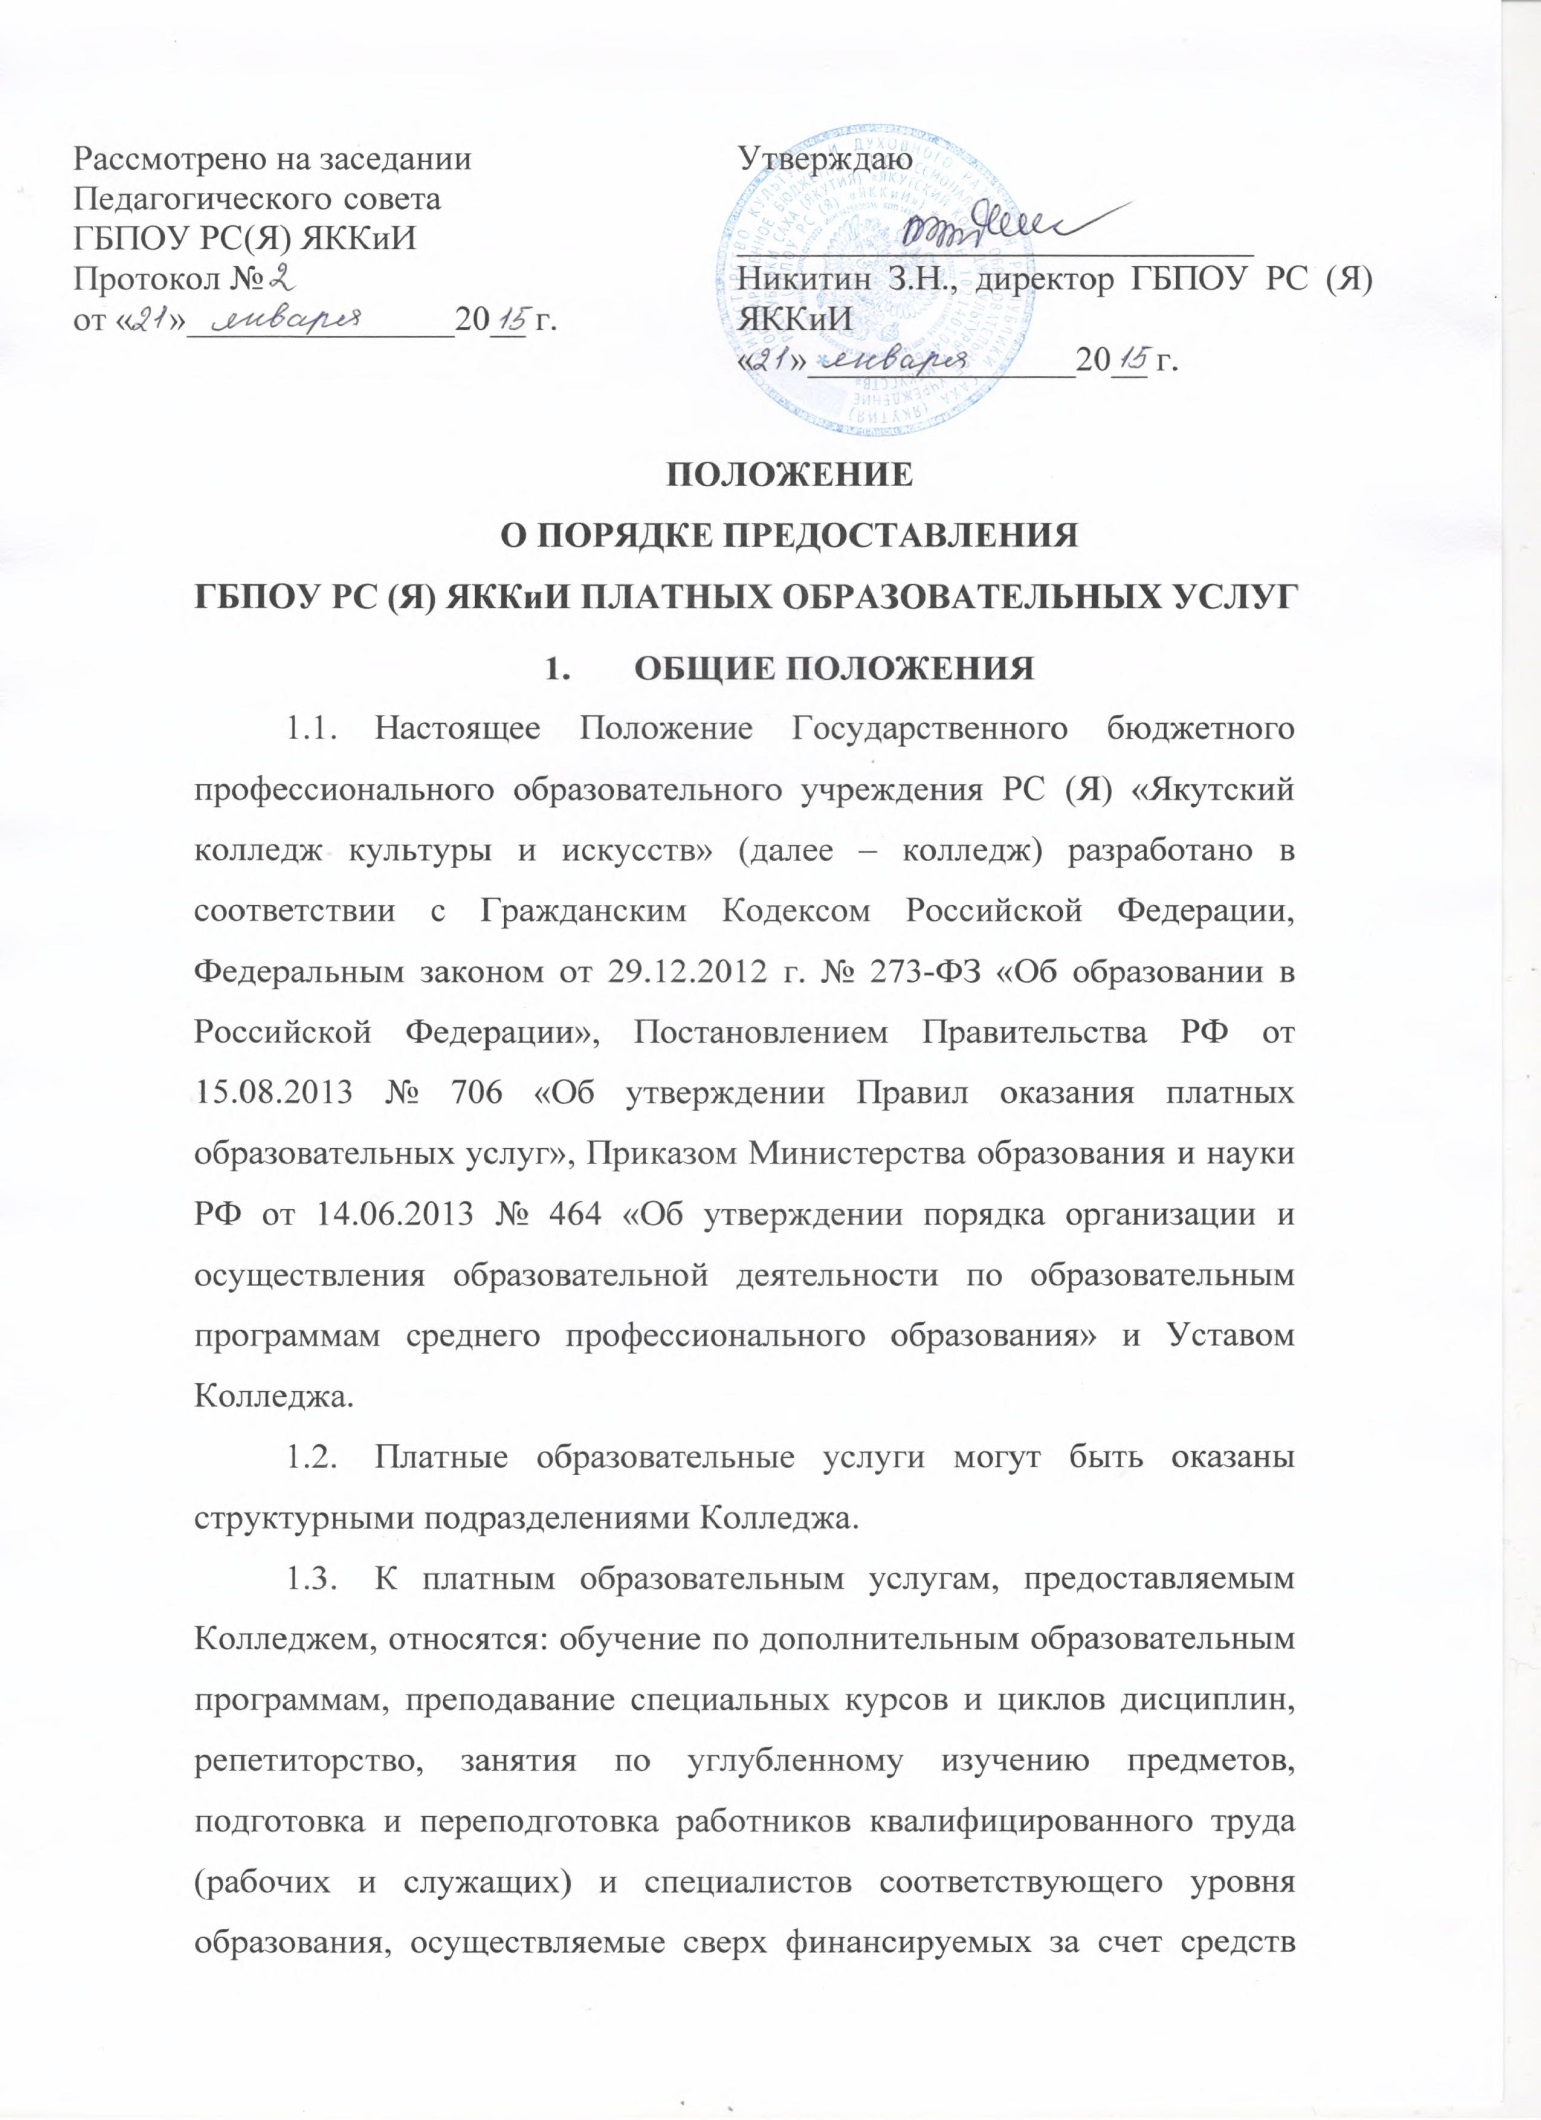 Рассмотрено на заседании
Педагогического совета
ГБПОУ РС(Я) ЯККиИ
Протокол № 2
от «21» января 2015 г.
Утверждаю
Никитин З.Н., директор ГБПОУ РС (Я)
ЯККиИ
«21» января 2015 г.
ПОЛОЖЕНИЕ
О ПОРЯДКЕ ПРЕДОСТАВЛЕНИЯ
ГБПОУ РС (Я) ЯККиИ ПЛАТНЫХ ОБРАЗОВАТЕЛЬНЫХ УСЛУГ
1. ОБЩИЕ ПОЛОЖЕНИЯ
1.1. Настоящее Положение Государственного бюджетного
профессионального образовательного учреждения РС (Я) «Якутский
колледж культуры и искусств» (далее – колледж) разработано в
соответствии с Гражданским Кодексом Российской Федерации,
Федеральным законом от 29.12.2012 г. № 273-ФЗ «Об образовании в
Российской Федерации», Постановлением Правительства РФ от
15.08.2013 № 706 «Об утверждении Правил оказания платных
образовательных услуг», Приказом Министерства образования и науки
РФ от 14.06.2013 № 464 «Об утверждении порядка организации и
осуществления образовательной деятельности по образовательным
программам среднего профессионального образования» и Уставом
Колледжа.
1.2. Платные образовательные услуги могут быть оказаны
структурными подразделениями Колледжа.
1.3. К платным образовательным услугам, предоставляемым
Колледжем, относятся: обучение по дополнительным образовательным
программам, преподавание специальных курсов и циклов дисциплин,
репетиторство, занятия по углубленному изучению предметов,
подготовка и переподготовка работников квалифицированного труда
(рабочих и служащих) и специалистов соответствующего уровня
образования, осуществляемые сверх финансируемых за счет средств